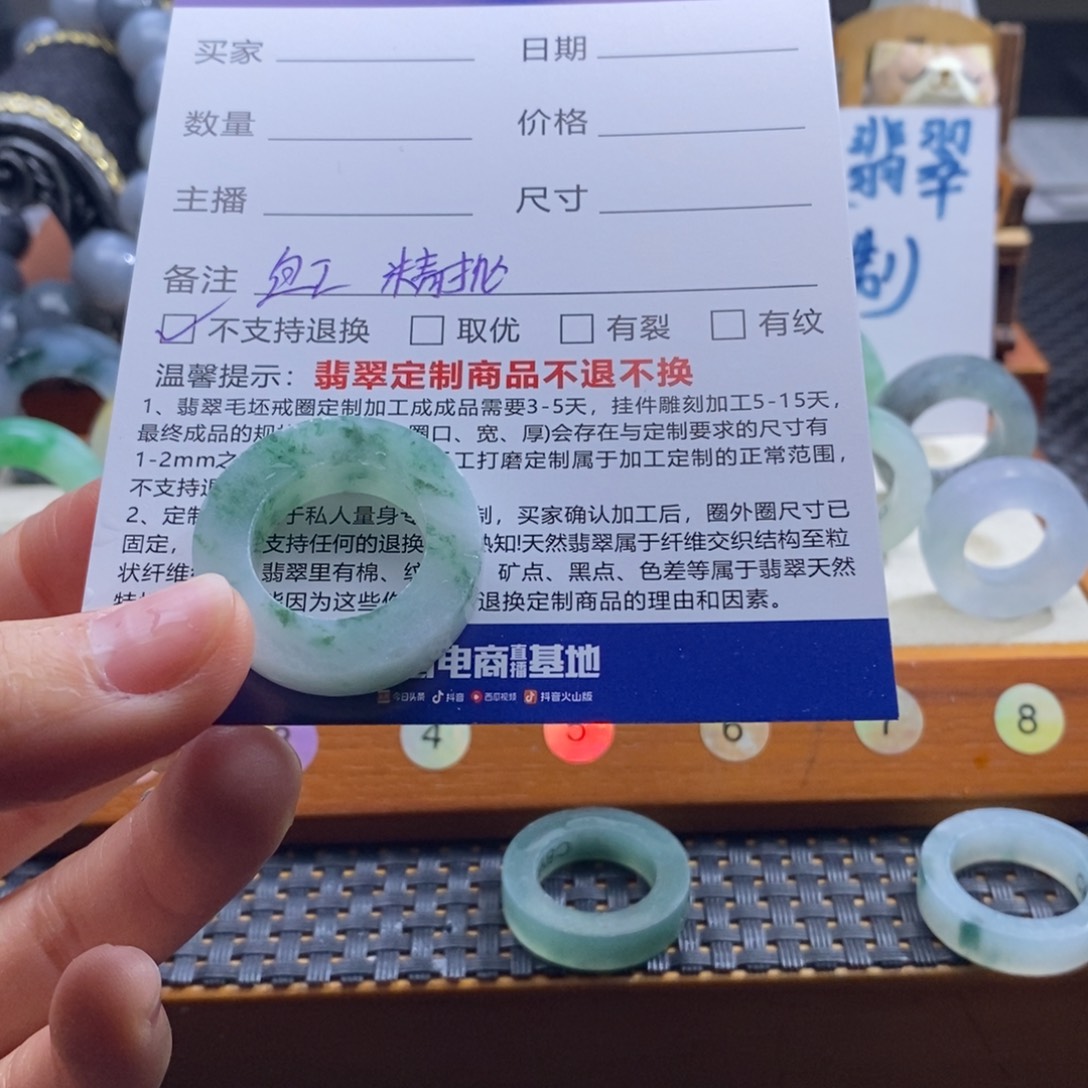 买家 日期
数量 价格
主播 尺寸
备注 包工 精挑
不支持退换 取优 有裂 有纹
温馨提示：翡翠定制商品不退不换
1、翡翠毛坯戒圈定制加工成成品需要3-5天，挂件雕刻加工5-15天，
最终成品的规 圈口、宽、厚)会存在与定制要求的尺寸有
1-2mm之 工打磨定制属于加工定制的正常范围，
不支持退
2、定制 于私人量身 制，买家确认加工后，圈外圈尺寸已
固定， 支持任何的退换 知!天然翡翠属于纤维交织结构至粒
状纤维 翡翠里有棉、 矿点、黑点、色差等属于翡翠天然
特 因为这些 退换定制商品的理由和因素。
电商直播基地
今日头条 抖音 西瓜视频 抖音火山版
翡翠
制
3 4 5 6 7 8